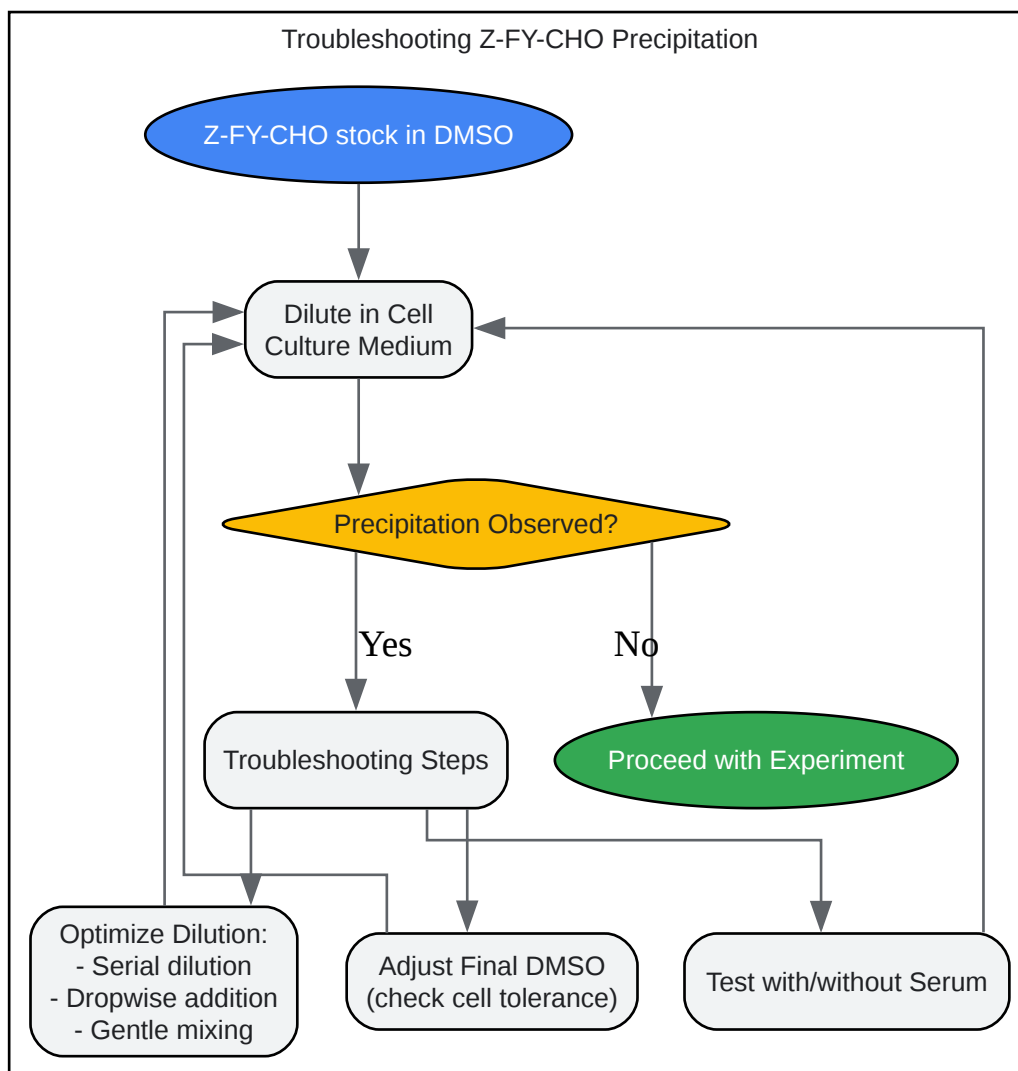 Troubleshooting Z-FY-CHO Precipitation
Z-FY-CHO stock in DMSO
Dilute in Cell
Culture Medium
Precipitation Observed?
Yes
No
Troubleshooting Steps
Proceed with Experiment
Optimize Dilution:
- Serial dilution
- Dropwise addition
- Gentle mixing
Adjust Final DMSO
(check cell tolerance)
Test with/without Serum